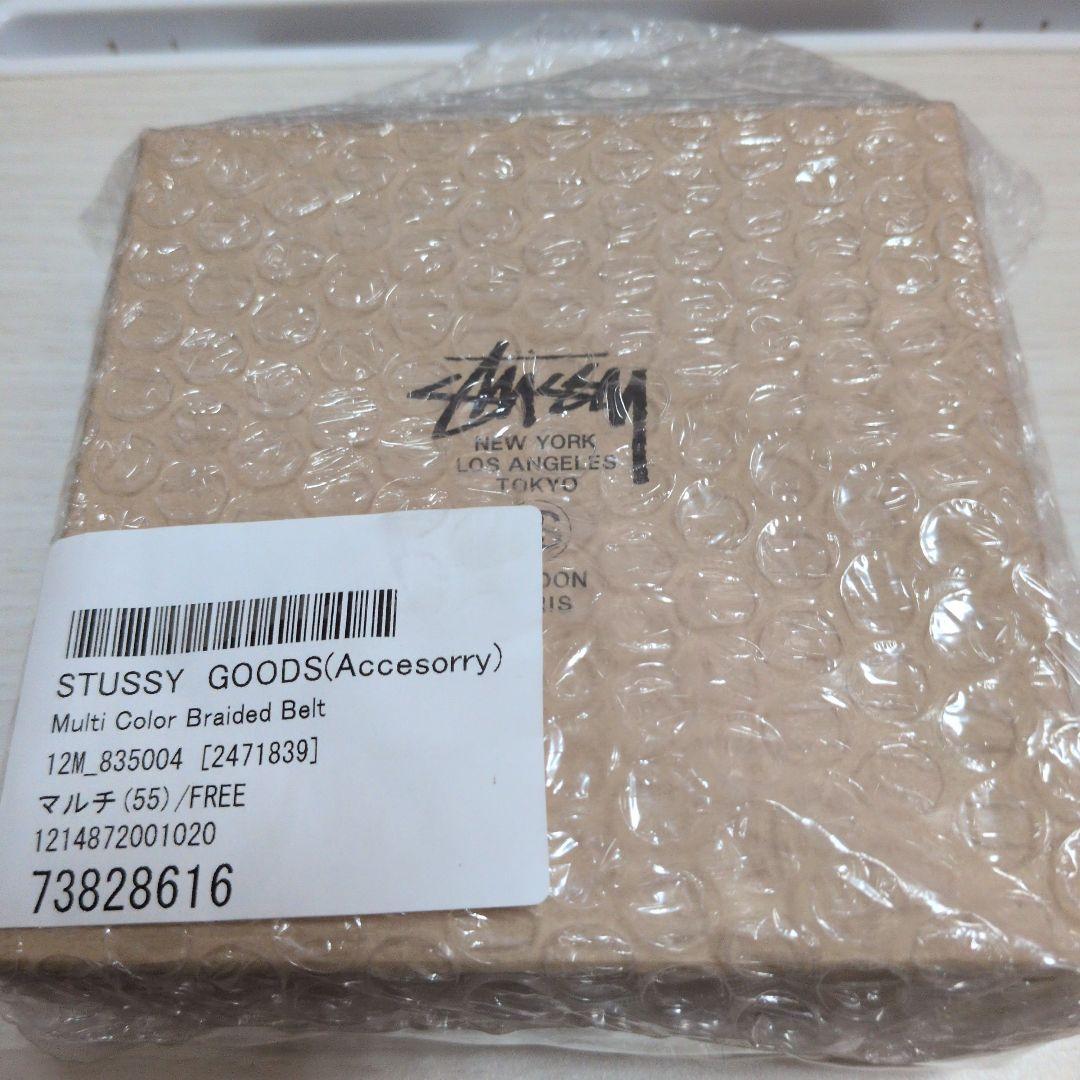 STÜSSY
NEW YORK
LOS ANGELES
TOKYO
S
STUSSY GOODS(Accesorry)
Multi Color Braided Belt
12M_835004 [2471839]
マルチ(55)/FREE
1214872001020
73828616